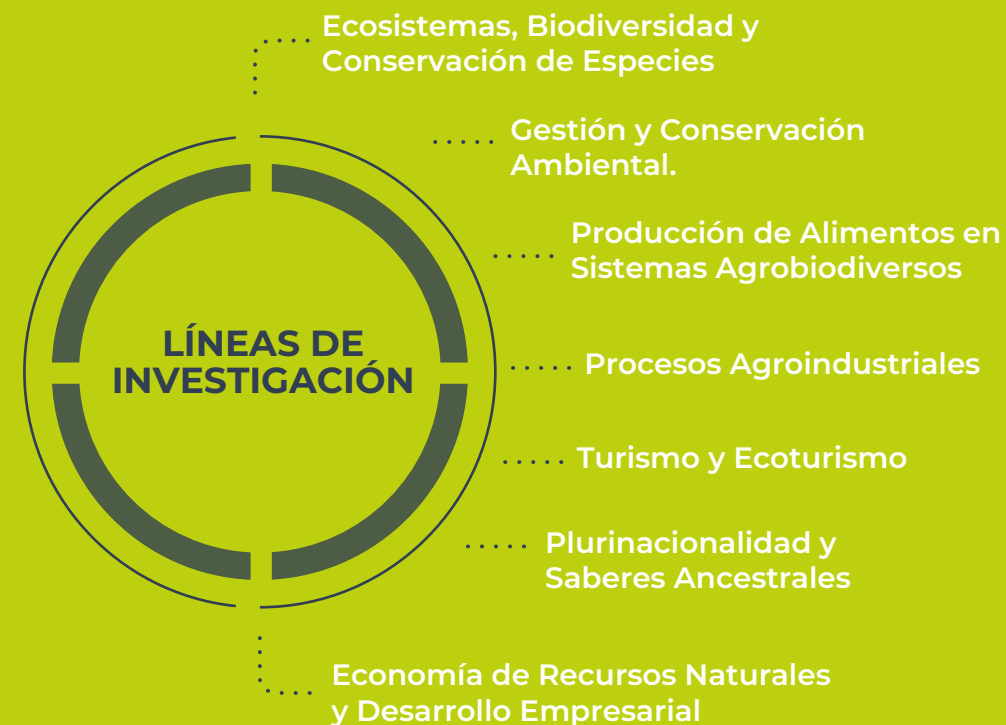 Ecosistemas, Biodiversidad y
Conservación de Especies
Gestión y Conservación
Ambiental.
Producción de Alimentos en
Sistemas Agrobiodiversos
LÍNEAS DE
INVESTIGACIÓN
Procesos Agroindustriales
Turismo y Ecoturismo
Plurinacionalidad y
Saberes Ancestrales
Economía de Recursos Naturales
y Desarrollo Empresarial